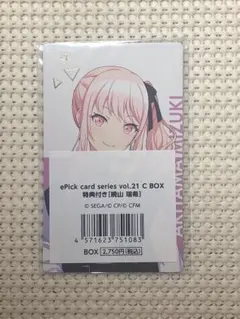 AKIYAMA MIZUKI
ePick card series vol.21 C BOX
特典付き[暁山 瑞希]
© SEGA/© CP/© CFM
4 571623 751083
BOX 2,750円(税込)